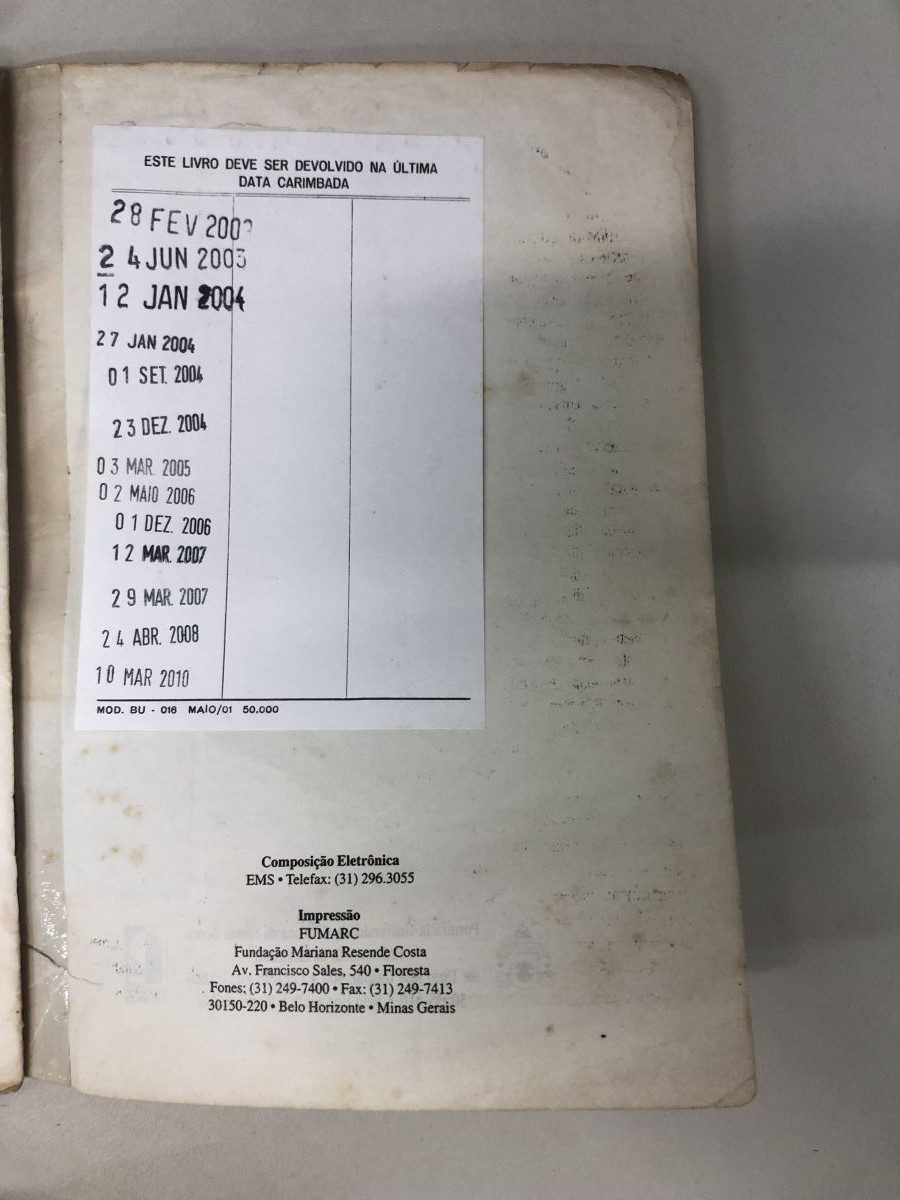 ESTE LIVRO DEVE SER DEVOLVIDO NA ÚLTIMA
DATA CARIMBADA
28 FEV
24 JUN 2003
12 JAN 2004
27 JAN 2004
01 SET. 2004
23 DEZ. 2004
03 MAR. 2005
02 MAIO 2006
01 DEZ. 2006
12 MAR. 2007
29 MAR. 2007
24 ABR. 2008
10 MAR 2010
MOD. BU - 016 MAIO/01 50.000
Composição Eletrônica
EMS • Telefax: (31) 296.3055
Impressão
FUMARC
Fundação Mariana Resende Costa
Av. Francisco Sales, 540 • Floresta
Fones: (31) 249-7400 • Fax: (31) 249-7413
30150-220 • Belo Horizonte • Minas Gerais